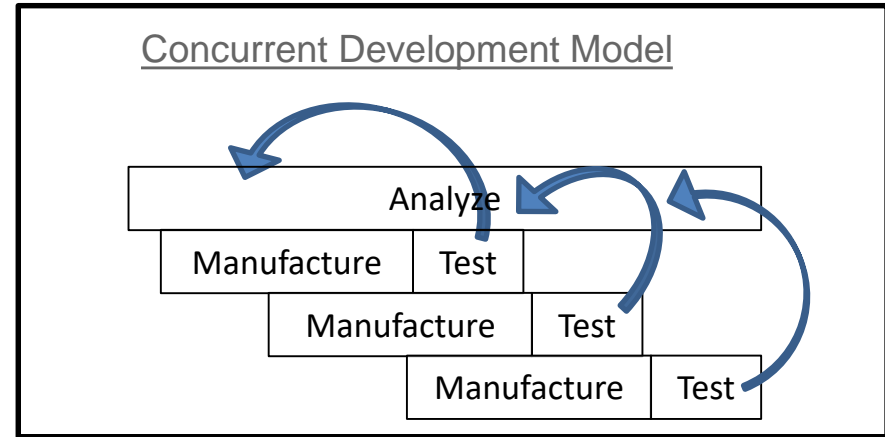 Concurrent Development Model
Analyze
Manufacture Test
Manufacture Test
Manufacture Test